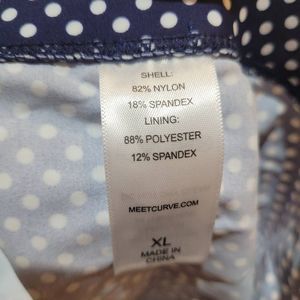 SHELL:
82% NYLON
18% SPANDEX
LINING:
88% POLYESTER
12% SPANDEX
MEETCURVE.COM
XL
MADE IN
CHINA